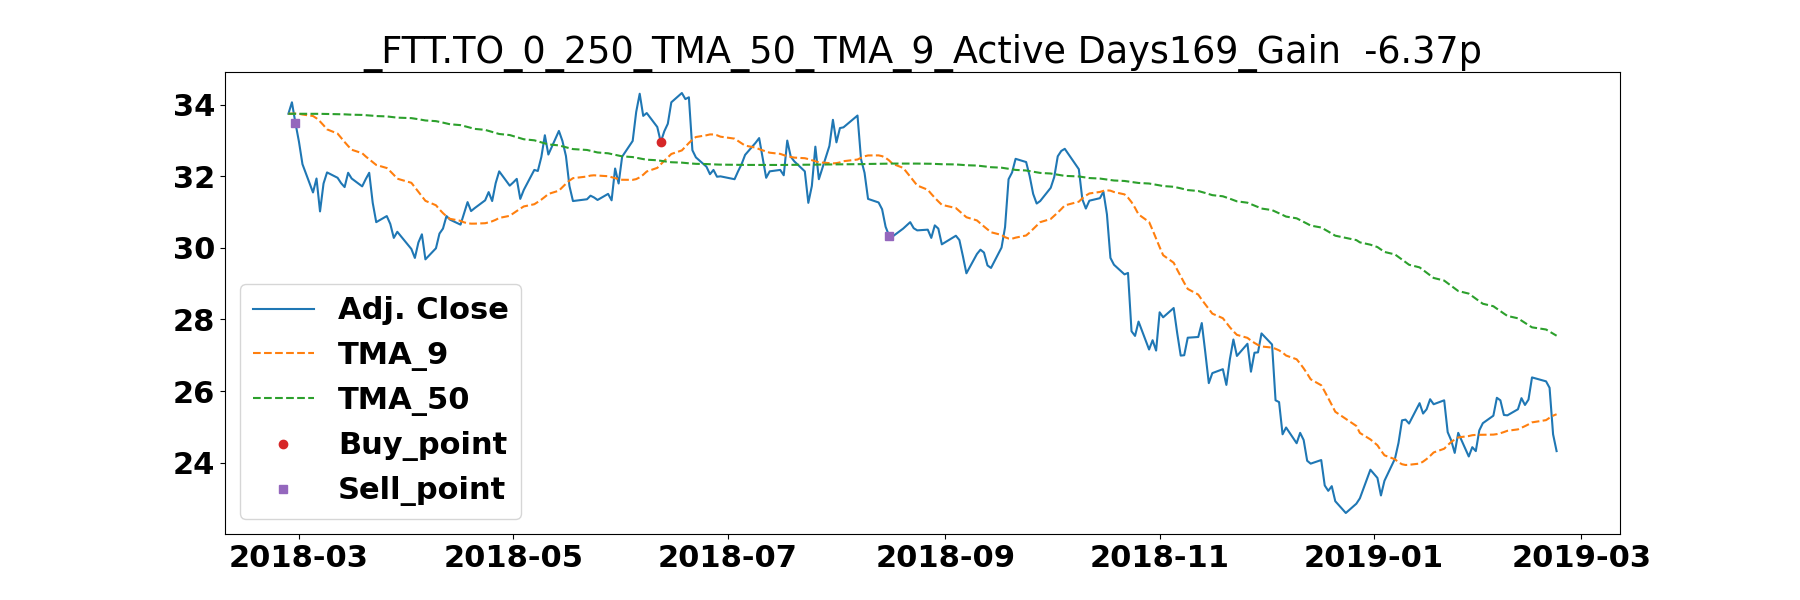 _FTT.TO_0_250_TMA_50_TMA_9_Active Days169_Gain  -6.37p
34
32
30
28
26
24
Adj. Close
TMA_9
TMA_50
Buy_point
Sell_point
2018-03 2018-05 2018-07 2018-09 2018-11 2019-01 2019-03